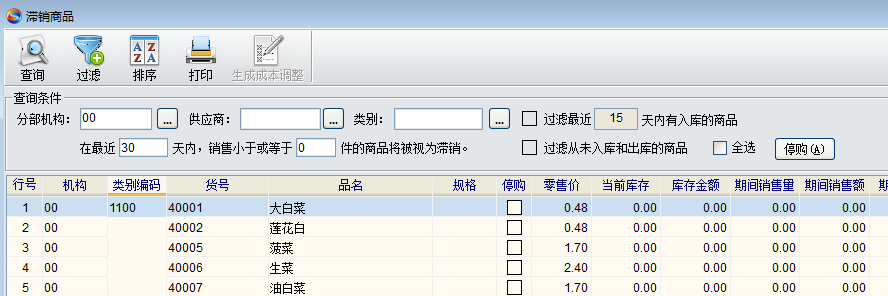 滞销商品
查询 过滤 排序 打印 生成成本调整
查询条件
分部机构: 00 ... 供应商: ... 类别: ... 过滤最近 15 天内有入库的商品
在最近 30 天内，销售小于或等于 0 件的商品将被视为滞销。 过滤从未入库和出库的商品 全选 停购(A)
行号 机构 类别编码 货号 品名 规格 停购 零售价 当前库存 库存金额 期间销售量 期间销售额
1 00 1100 40001 大白菜 0.48 0.00 0.00 0.00 0.00
2 00 40002 莲花白 0.48 0.00 0.00 0.00 0.00
3 00 40005 菠菜 1.70 0.00 0.00 0.00 0.00
4 00 40006 生菜 2.40 0.00 0.00 0.00 0.00
5 00 40007 油白菜 1.70 0.00 0.00 0.00 0.00